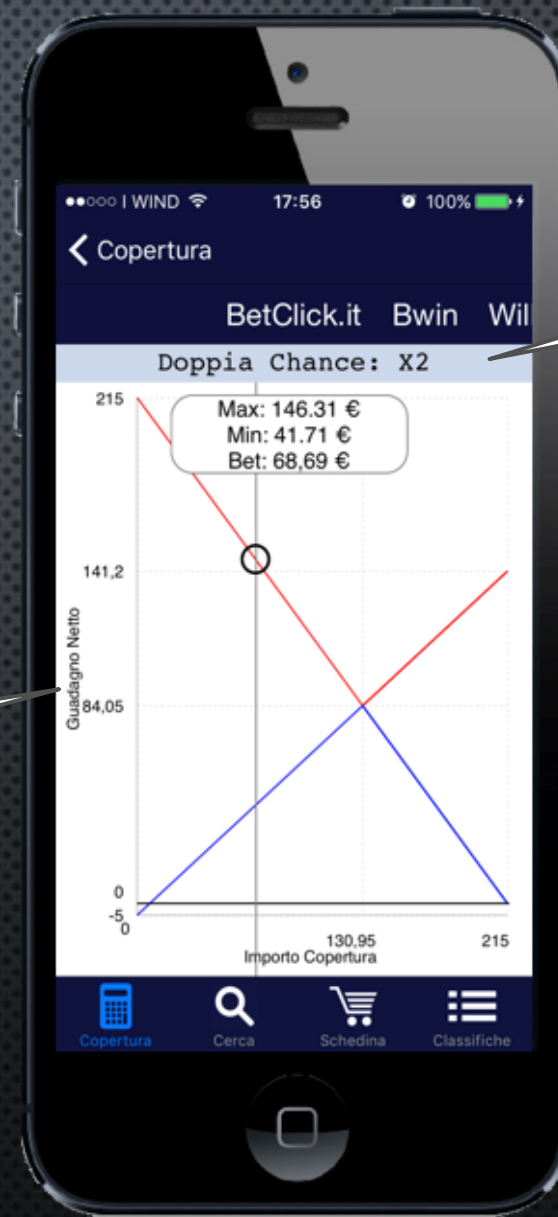 WIND 17:56 100%
Copertura
BetClick.it Bwin Wil
Doppia Chance: X2
215
Max: 146.31 €
Min: 41.71 €
Bet: 68,69 €
141,2
Guadagno Netto
84,05
0
-5
0 130,95 215
Importo Copertura
Copertura Cerca Schedina Classifiche